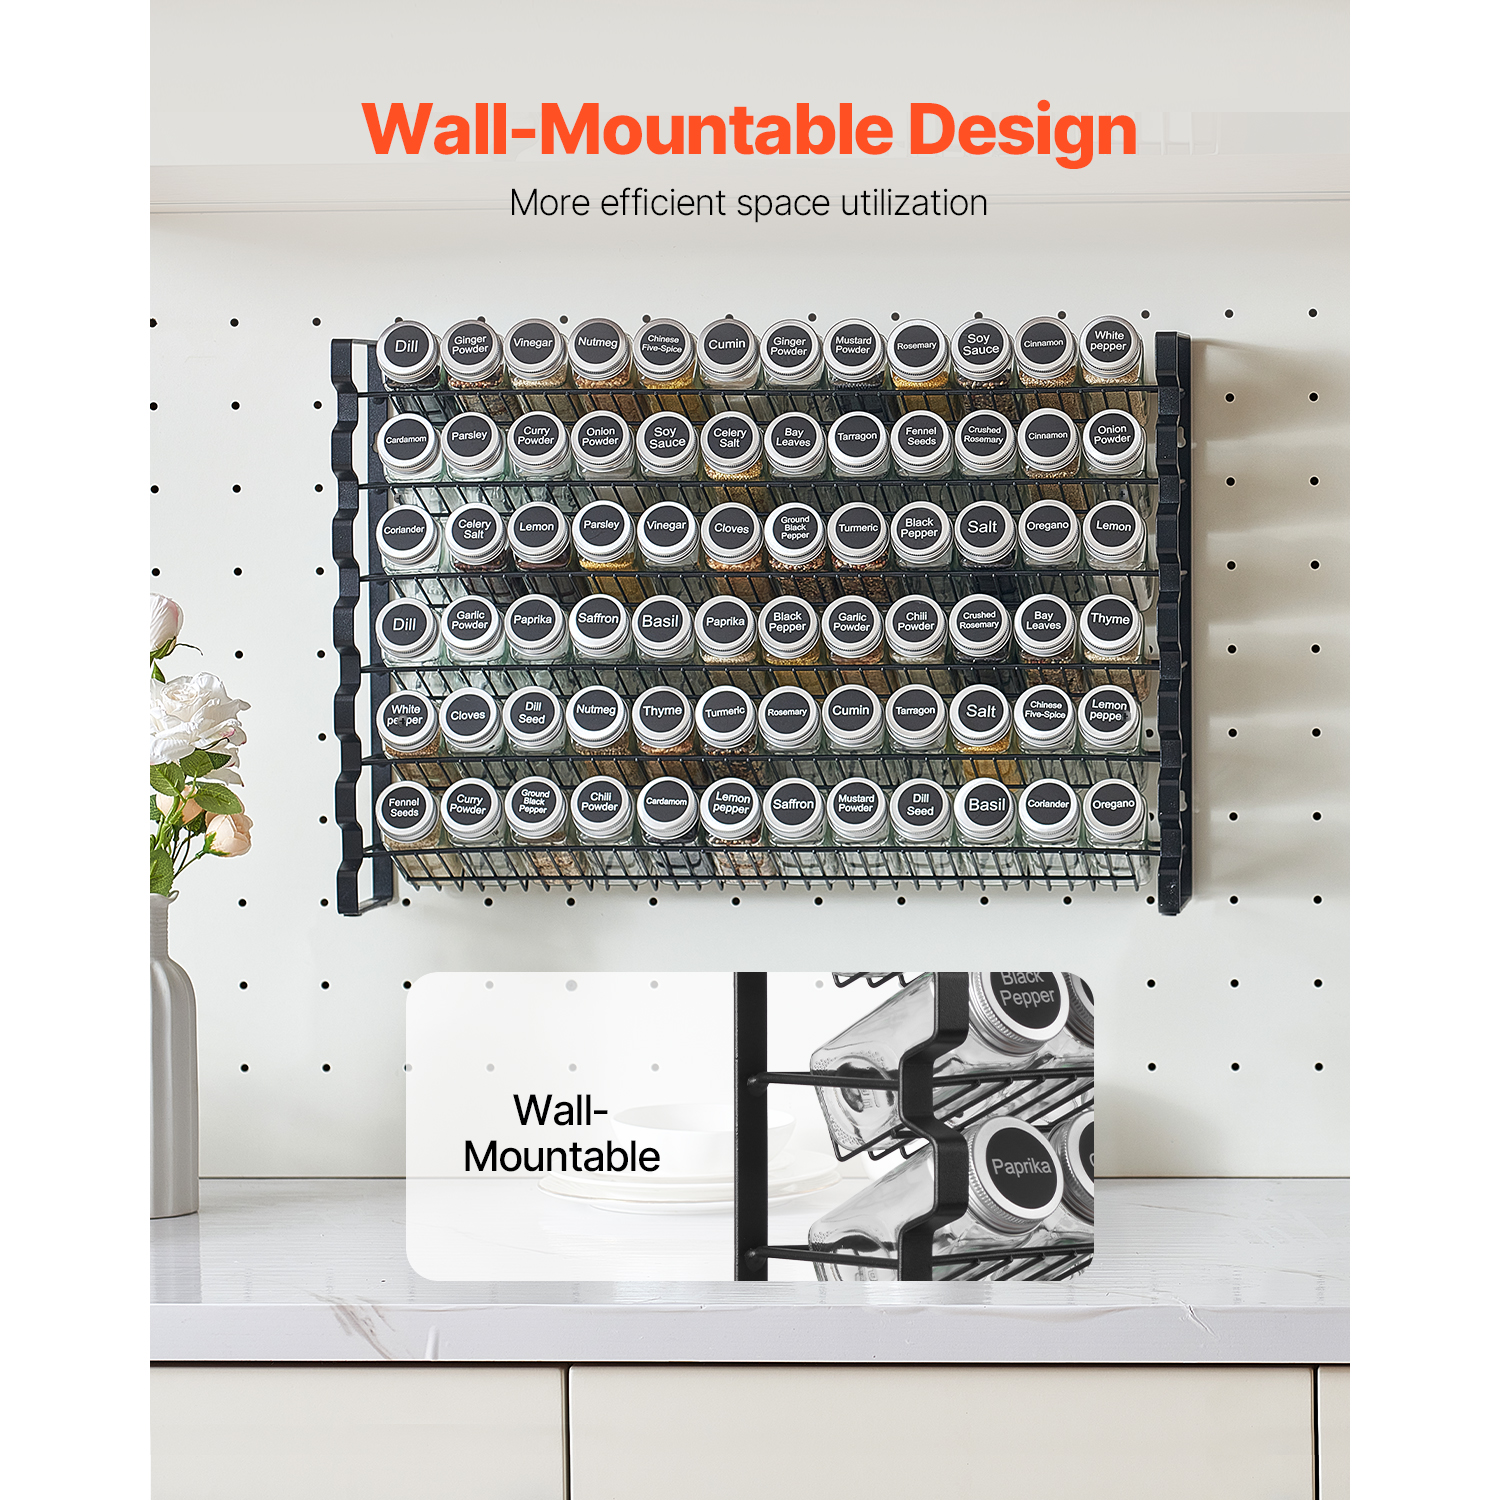 Wall-Mountable Design
More efficient space utilization
Dill
Ginger
Powder
Vinegar
Nutmeg
Chinese
Five-Spice
Cumin
Ginger
Powder
Mustard
Powder
Rosemary
Soy
Sauce
Cinnamon
White
pepper
Cardamom
Parsley
Curry
Powder
Onion
Powder
Soy
Sauce
Celery
Salt
Bay
Leaves
Tarragon
Fennel
Seeds
Crushed
Rosemary
Cinnamon
Onion
Powder
Coriander
Celery
Salt
Lemon
Parsley
Vinegar
Cloves
Ground
Black
Pepper
Turmeric
Black
Pepper
Salt
Oregano
Lemon
Dill
Garlic
Powder
Paprika
Saffron
Basil
Paprika
Black
Pepper
Garlic
Powder
Chili
Powder
Crushed
Rosemary
Bay
Leaves
Thyme
White
pepper
Cloves
Dill
Seed
Nutmeg
Thyme
Turmeric
Rosemary
Cumin
Tarragon
Salt
Chinese
Five-Spice
Lemon
pepper
Fennel
Seeds
Curry
Powder
Ground
Black
Pepper
Chili
Powder
Cardamom
Lemon
pepper
Saffron
Mustard
Powder
Dill
Seed
Basil
Coriander
Oregano
Wall-
Mountable
Black
Pepper
Paprika